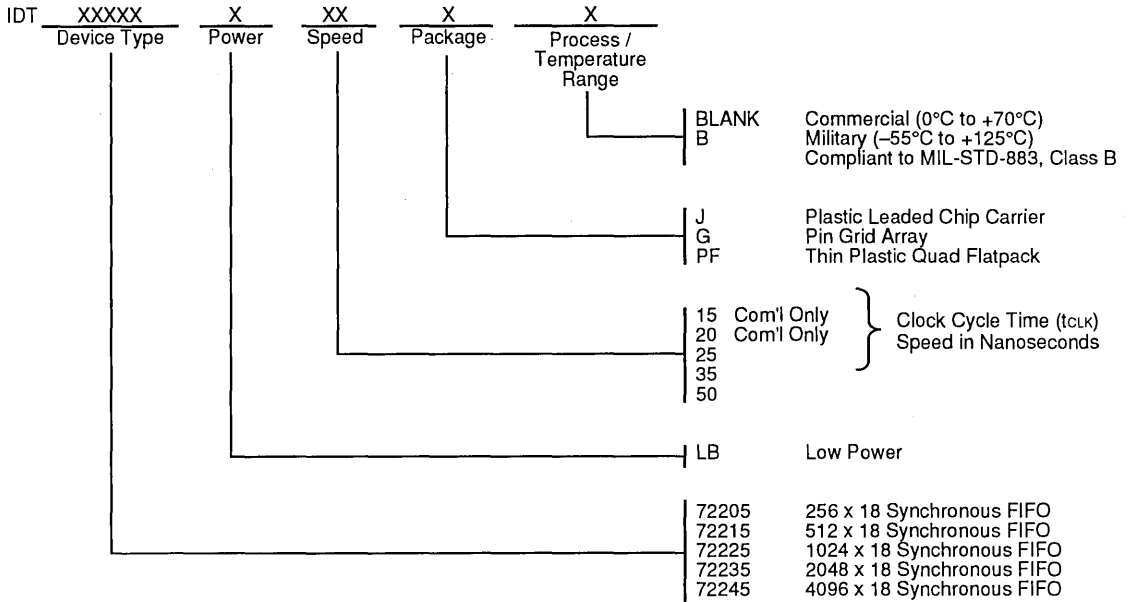 IDT XXXXX X XX X X
Device Type Power Speed Package Process /
Temperature
Range
BLANK Commercial (0°C to +70°C)
B Military (–55°C to +125°C)
Compliant to MIL-STD-883, Class B
J Plastic Leaded Chip Carrier
G Pin Grid Array
PF Thin Plastic Quad Flatpack
15 Com'l Only
20 Com'l Only
25
35
50
Clock Cycle Time (tCLK)
Speed in Nanoseconds
LB Low Power
72205 256 x 18 Synchronous FIFO
72215 512 x 18 Synchronous FIFO
72225 1024 x 18 Synchronous FIFO
72235 2048 x 18 Synchronous FIFO
72245 4096 x 18 Synchronous FIFO